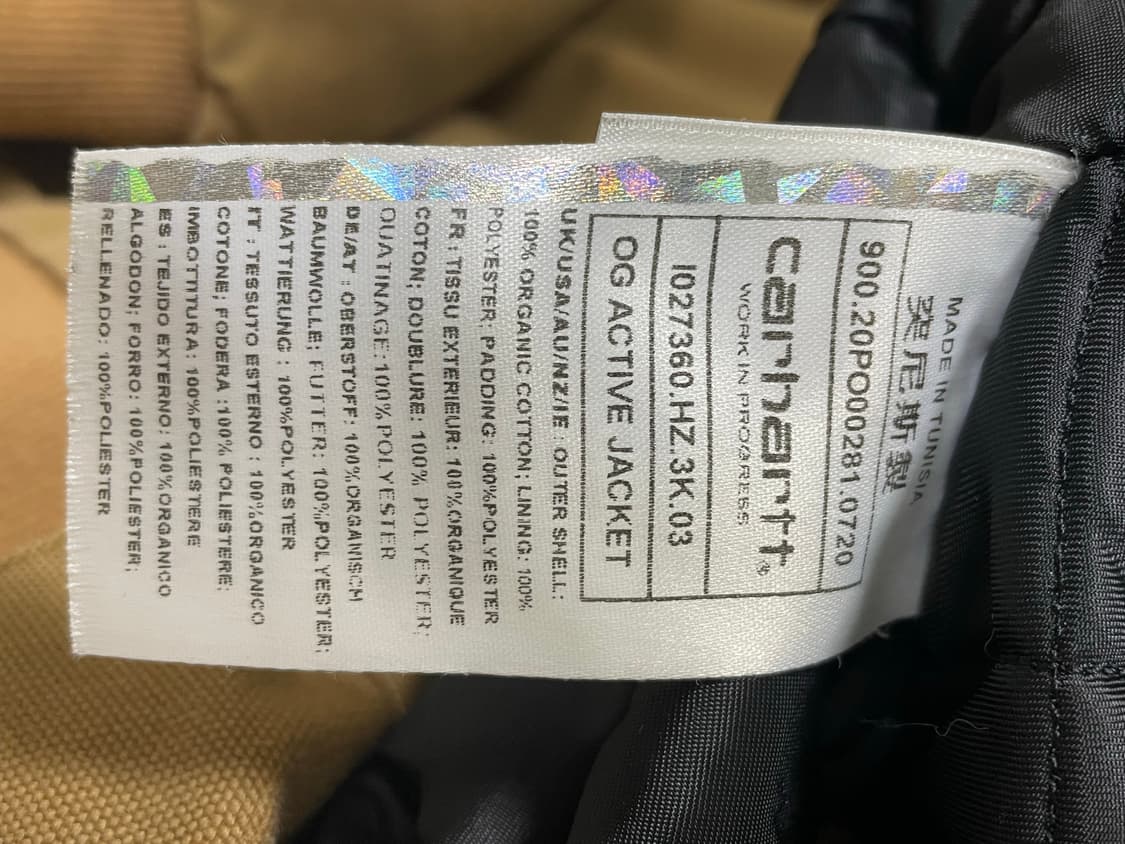 MADE IN TUNISIA
突尼斯製
900.20PO000281.0720
carhartt®
WORK IN PROGRESS
I027360.HZ.3K.03
OG ACTIVE JACKET
UK/USA/AU/NZ/IE : OUTER SHELL:
100% ORGANIC COTTON; LINING: 100%
POLYESTER; PADDING: 100%POLYESTER
FR : TISSU EXTERIEUR : 100%ORGANIQUE
COTON; DOUBLURE: 100% POLYESTER;
OUATINAGE: 100%POLYESTER
DE/AT : OBERSTOFF: 100%ORGANISCH
BAUMWOLLE; FUTTER: 100%POLYESTER;
WATTIERUNG : 100%POLYESTER
IT : TESSUTO ESTERNO : 100%ORGANICO
COTONE; FODERA :100% POLIESTERE;
IMBOTTITURA: 100%POLIESTERE
ES : TEJIDO EXTERNO: 100%ORGANICO
ALGODON; FORRO: 100%POLIESTER;
RELLENADO: 100%POLIESTER